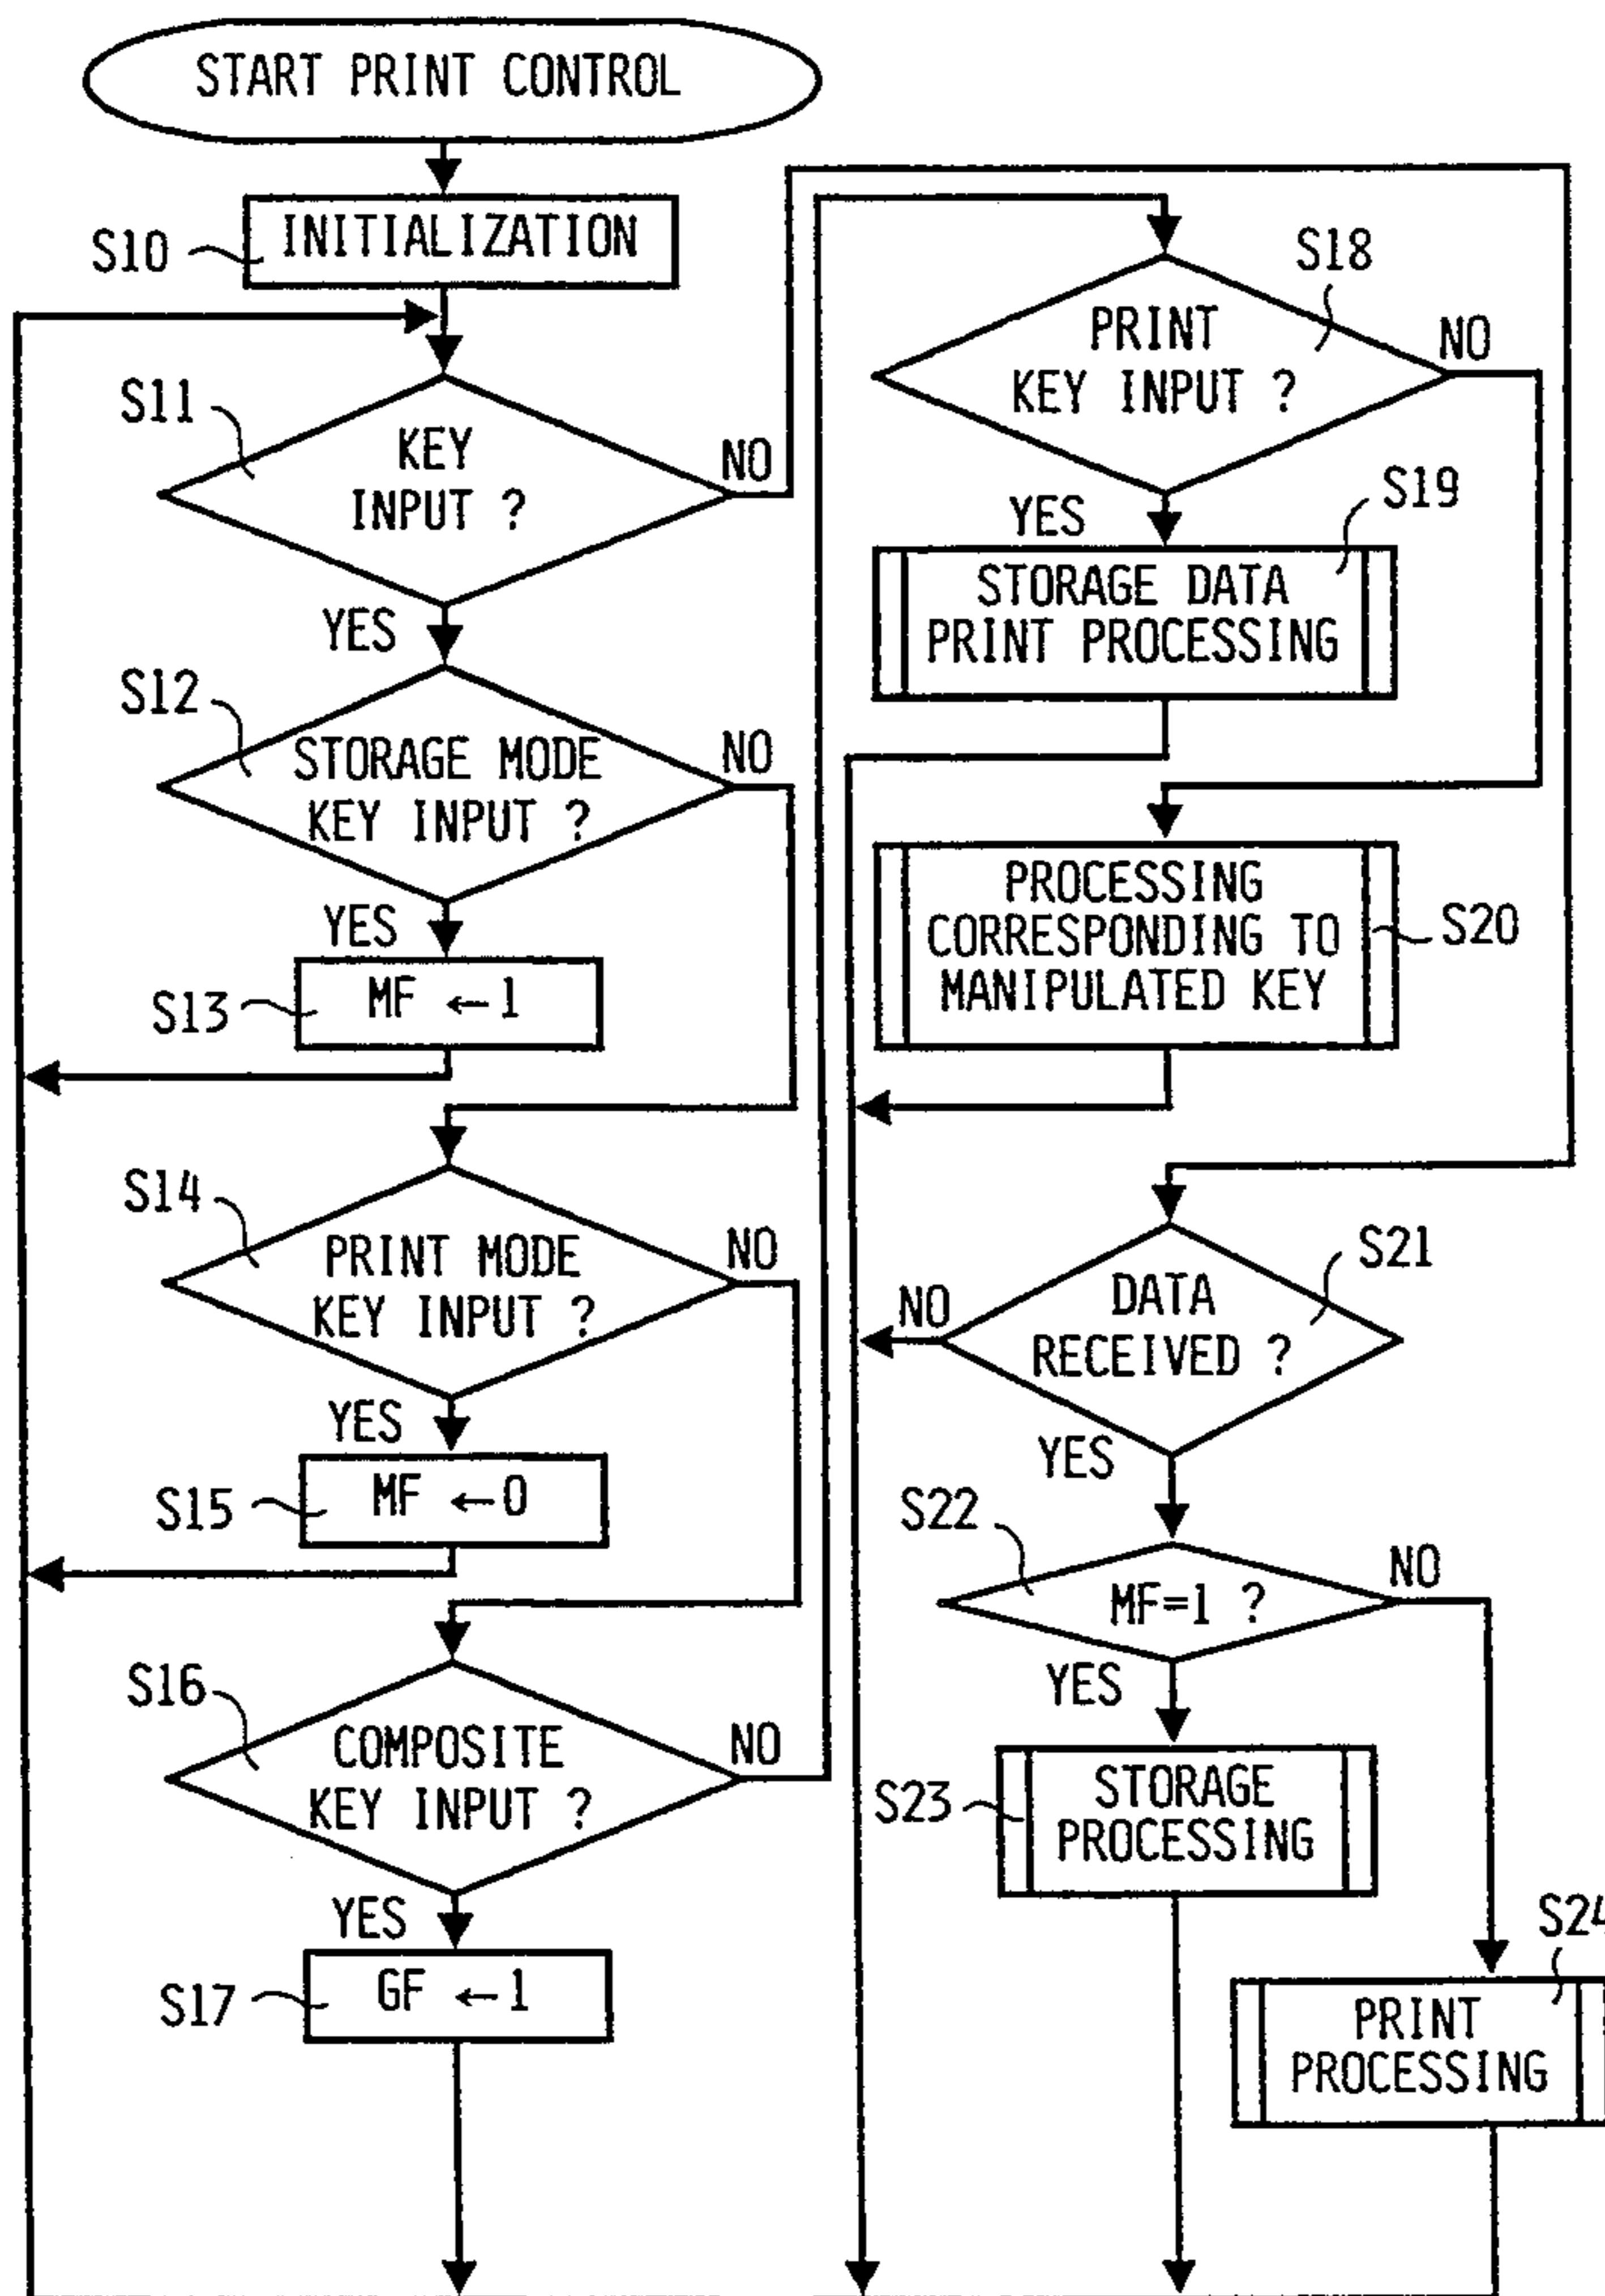 START PRINT CONTROL
S10
INITIALIZATION
S11
KEY
INPUT ?
NO
YES
S12
STORAGE MODE
KEY INPUT ?
NO
YES
S13
MF ←1
S14
PRINT MODE
KEY INPUT ?
NO
YES
S15
MF ←0
S16
COMPOSITE
KEY INPUT ?
NO
YES
S17
GF ←1
S18
PRINT
KEY INPUT ?
NO
YES
S19
STORAGE DATA
PRINT PROCESSING
PROCESSING
CORRESPONDING TO
MANIPULATED KEY
S20
S21
DATA
RECEIVED ?
NO
YES
S22
MF=1 ?
NO
YES
S23
STORAGE
PROCESSING
S24
PRINT
PROCESSING